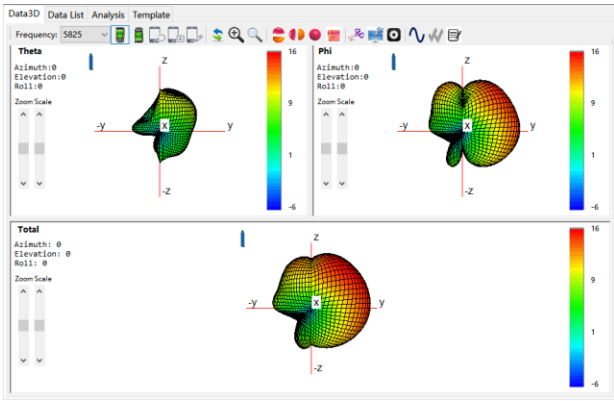 Data3D Data List Analysis Template
Frequency: 5825
Theta
Azimuth:0
Elevation:0
Roll:0
Zoom Scale
z
-y x y
-z
16
9
1
-6
Phi
Azimuth:0
Elevation:0
Roll:0
Zoom Scale
z
-y x y
-z
16
9
1
-6
Total
Azimuth: 0
Elevation: 0
Roll: 0
Zoom Scale
z
-y x y
-z
16
9
1
-6